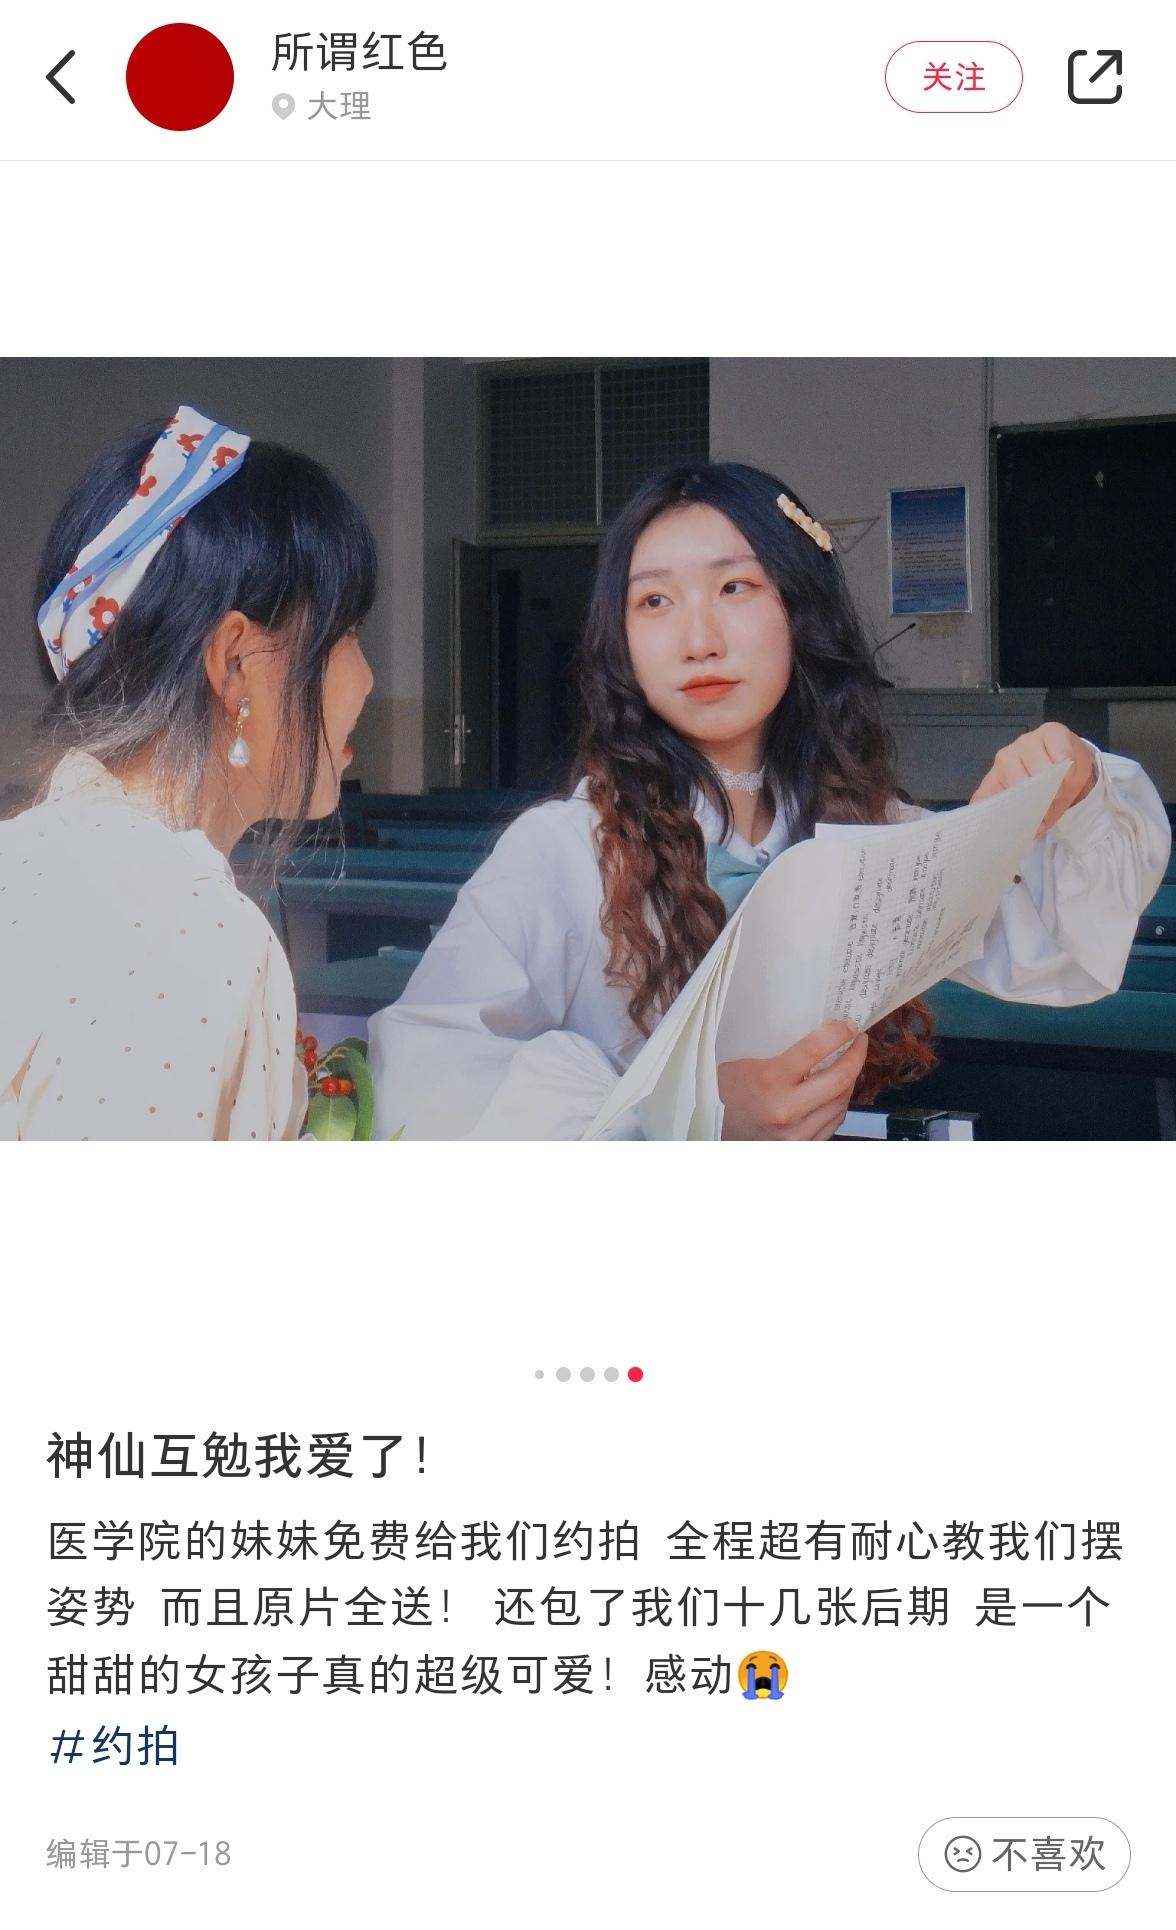 所谓红色
大理
关注
神仙互勉我爱了！
医学院的妹妹免费给我们约拍 全程超有耐心教我们摆
姿势 而且原片全送！ 还包了我们十几张后期 是一个
甜甜的女孩子真的超级可爱！ 感动😭
#约拍
编辑于07-18
不喜欢